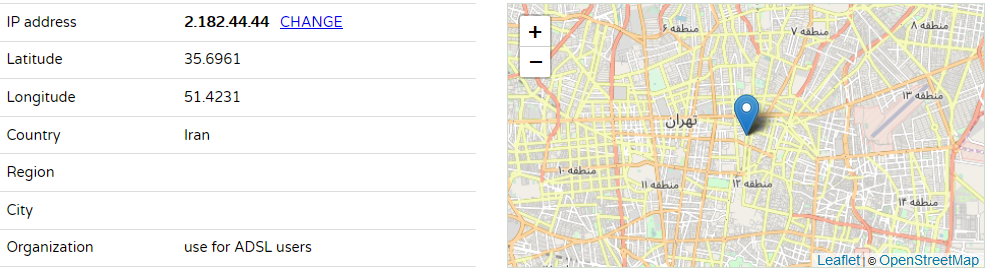 IP address 2.182.44.44 CHANGE
Latitude 35.6961
Longitude 51.4231
Country Iran
Region
City
Organization use for ADSL users
+
−
منطقه ۶
منطقه ۷
منطقه ۸
منطقه ۱۳
تهران
منطقه ۱۰
منطقه ۱۱
منطقه ۱۲
منطقه ۱۴
Leaflet | © OpenStreetMap